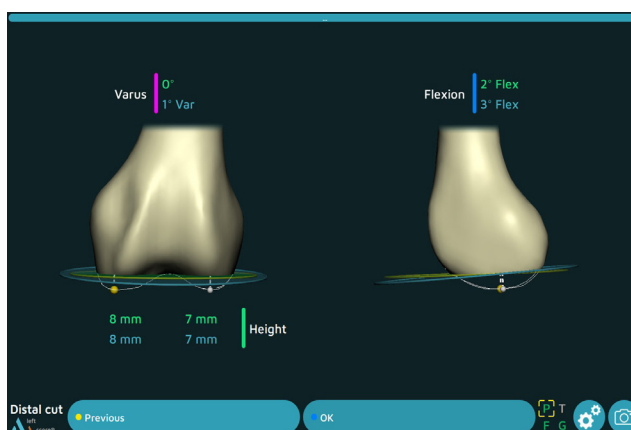 Varus 0°
1° Var
Flexion 2° Flex
3° Flex
8 mm 7 mm
8 mm 7 mm
Height
Distal cut
left
Previous
OK
P T
F G